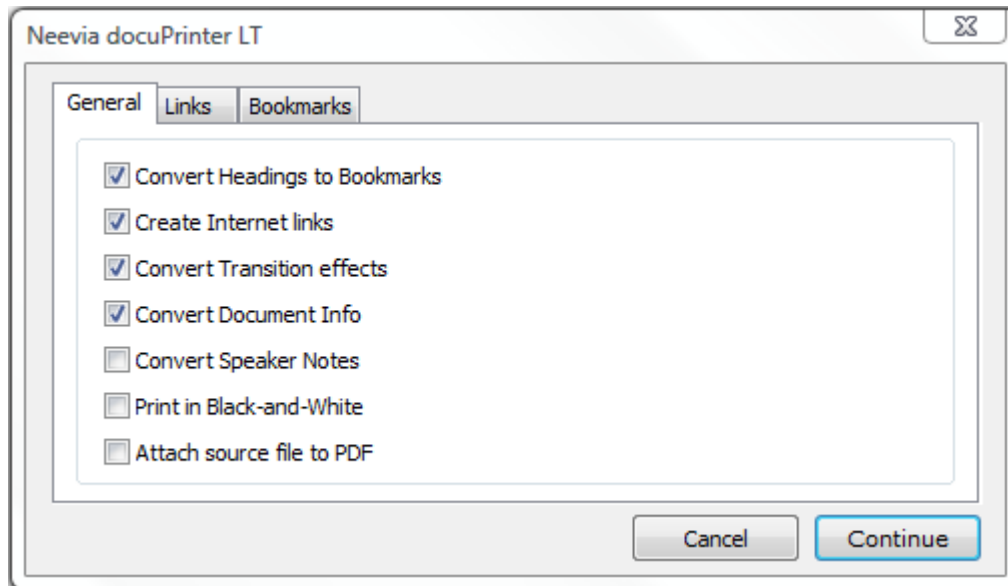 Neevia docuPrinter LT
General Links Bookmarks
Convert Headings to Bookmarks
Create Internet links
Convert Transition effects
Convert Document Info
Convert Speaker Notes
Print in Black-and-White
Attach source file to PDF
Cancel Continue